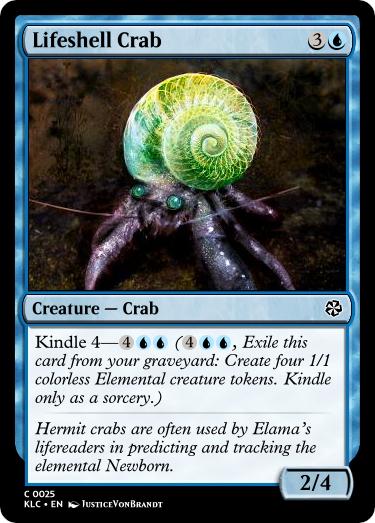 Lifeshell Crab 3
Creature — Crab
Kindle 4—4 (4, Exile this
card from your graveyard: Create four 1/1
colorless Elemental creature tokens. Kindle
only as a sorcery.)
Hermit crabs are often used by Elama's
lifereaders in predicting and tracking the
elemental Newborn.
2/4
C 0025
KLC • EN JusticeVonBrandt